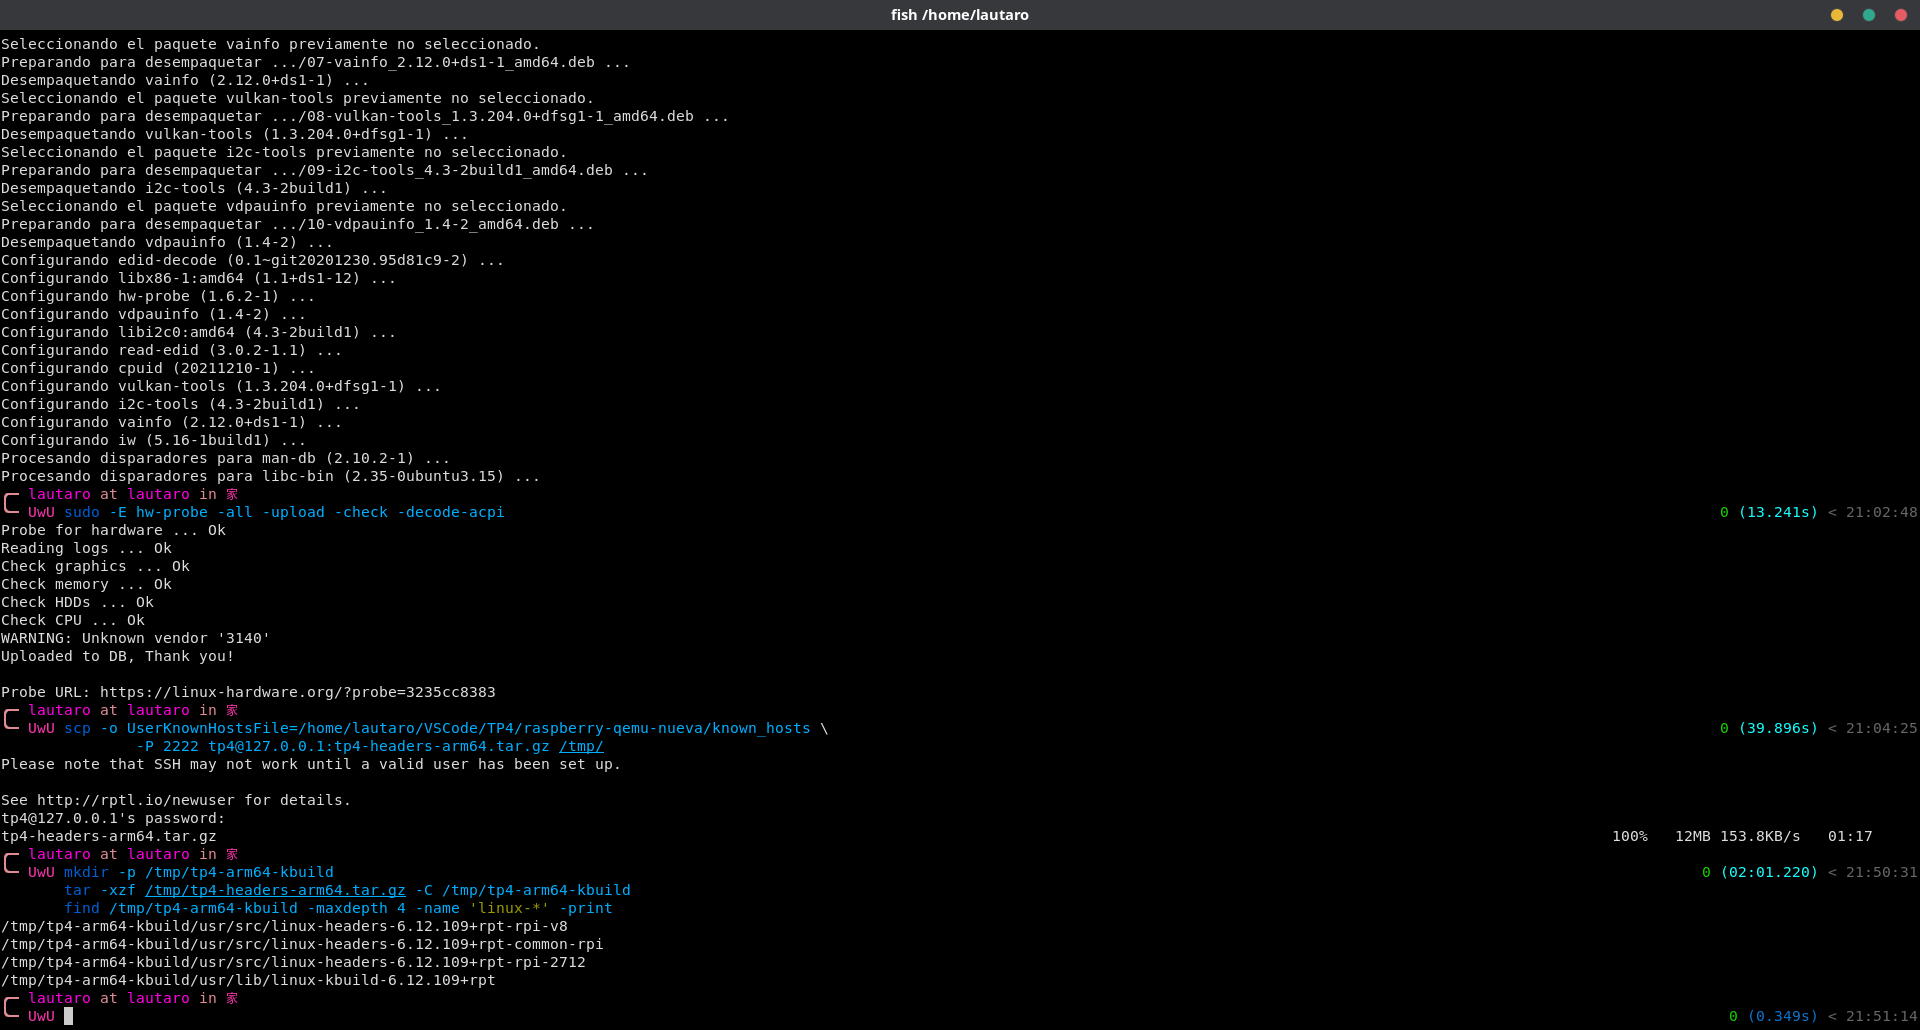 fish /home/lautaro
Seleccionando el paquete vainfo previamente no seleccionado.
Preparando para desempaquetar .../07-vainfo_2.12.0+ds1-1_amd64.deb ...
Desempaquetando vainfo (2.12.0+ds1-1) ...
Seleccionando el paquete vulkan-tools previamente no seleccionado.
Preparando para desempaquetar .../08-vulkan-tools_1.3.204.0+dfsg1-1_amd64.deb ...
Desempaquetando vulkan-tools (1.3.204.0+dfsg1-1) ...
Seleccionando el paquete i2c-tools previamente no seleccionado.
Preparando para desempaquetar .../09-i2c-tools_4.3-2build1_amd64.deb ...
Desempaquetando i2c-tools (4.3-2build1) ...
Seleccionando el paquete vdpauinfo previamente no seleccionado.
Preparando para desempaquetar .../10-vdpauinfo_1.4-2_amd64.deb ...
Desempaquetando vdpauinfo (1.4-2) ...
Configurando edid-decode (0.1~git20201230.95d81c9-2) ...
Configurando libx86-1:amd64 (1.1+ds1-12) ...
Configurando hw-probe (1.6.2-1) ...
Configurando vdpauinfo (1.4-2) ...
Configurando libi2c0:amd64 (4.3-2build1) ...
Configurando read-edid (3.0.2-1.1) ...
Configurando cpuid (20211210-1) ...
Configurando vulkan-tools (1.3.204.0+dfsg1-1) ...
Configurando i2c-tools (4.3-2build1) ...
Configurando vainfo (2.12.0+ds1-1) ...
Configurando iw (5.16-1build1) ...
Procesando disparadores para man-db (2.10.2-1) ...
Procesando disparadores para libc-bin (2.35-0ubuntu3.15) ...
lautaro at lautaro in 家
UwU sudo -E hw-probe -all -upload -check -decode-acpi 0 (13.241s) < 21:02:48
Probe for hardware ... Ok
Reading logs ... Ok
Check graphics ... Ok
Check memory ... Ok
Check HDDs ... Ok
Check CPU ... Ok
WARNING: Unknown vendor '3140'
Uploaded to DB, Thank you!
Probe URL: https://linux-hardware.org/?probe=3235cc8383
lautaro at lautaro in 家
UwU scp -o UserKnownHostsFile=/home/lautaro/VSCode/TP4/raspberry-qemu-nueva/known_hosts \ 0 (39.896s) < 21:04:25
-P 2222 tp4@127.0.0.1:tp4-headers-arm64.tar.gz /tmp/
Please note that SSH may not work until a valid user has been set up.
See http://rptl.io/newuser for details.
tp4@127.0.0.1's password:
tp4-headers-arm64.tar.gz 100% 12MB 153.8KB/s 01:17
lautaro at lautaro in 家
UwU mkdir -p /tmp/tp4-arm64-kbuild 0 (02:01.220) < 21:50:31
tar -xzf /tmp/tp4-headers-arm64.tar.gz -C /tmp/tp4-arm64-kbuild
find /tmp/tp4-arm64-kbuild -maxdepth 4 -name 'linux-*' -print
/tmp/tp4-arm64-kbuild/usr/src/linux-headers-6.12.109+rpt-rpi-v8
/tmp/tp4-arm64-kbuild/usr/src/linux-headers-6.12.109+rpt-common-rpi
/tmp/tp4-arm64-kbuild/usr/src/linux-headers-6.12.109+rpt-rpi-2712
/tmp/tp4-arm64-kbuild/usr/lib/linux-kbuild-6.12.109+rpt
lautaro at lautaro in 家
UwU 0 (0.349s) < 21:51:14